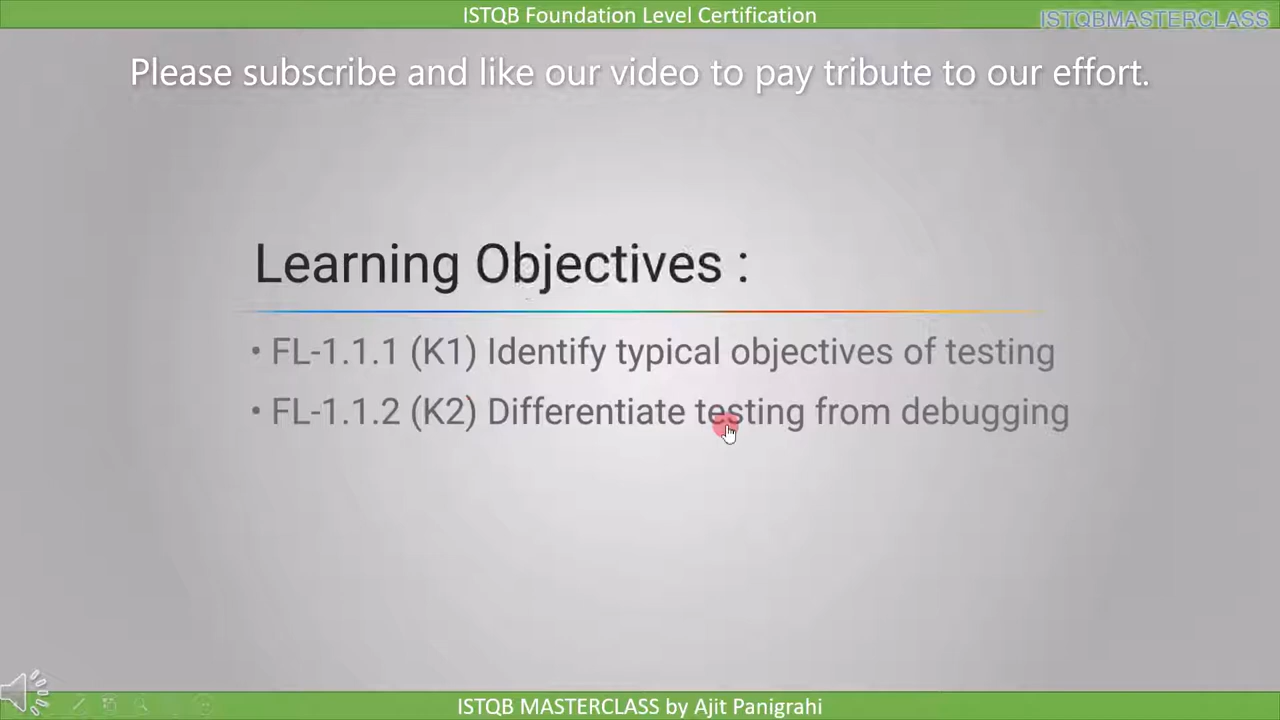 ISTQB Foundation Level Certification
ISTQBMASTERCLASS
Please subscribe and like our video to pay tribute to our effort.
Learning Objectives :
• FL-1.1.1 (K1) Identify typical objectives of testing
• FL-1.1.2 (K2) Differentiate testing from debugging
ISTQB MASTERCLASS by Ajit Panigrahi